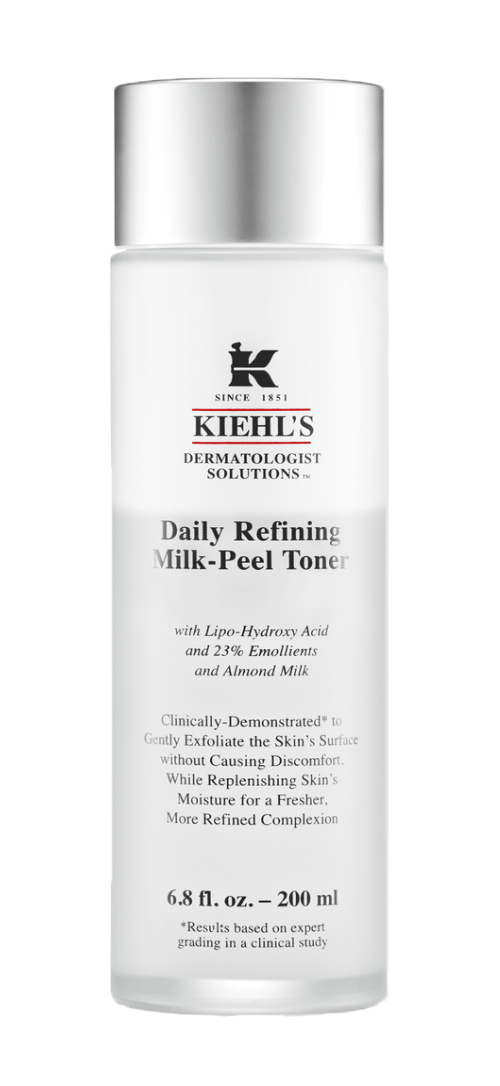 K
SINCE 1851
KIEHL'S
DERMATOLOGIST
SOLUTIONS™
Daily Refining
Milk-Peel Toner
with Lipo-Hydroxy Acid
and 23% Emollients
and Almond Milk
Clinically-Demonstrated* to
Gently Exfoliate the Skin's Surface
without Causing Discomfort,
While Replenishing Skin's
Moisture for a Fresher,
More Refined Complexion
6.8 fl. oz. – 200 ml
*Results based on expert
grading in a clinical study